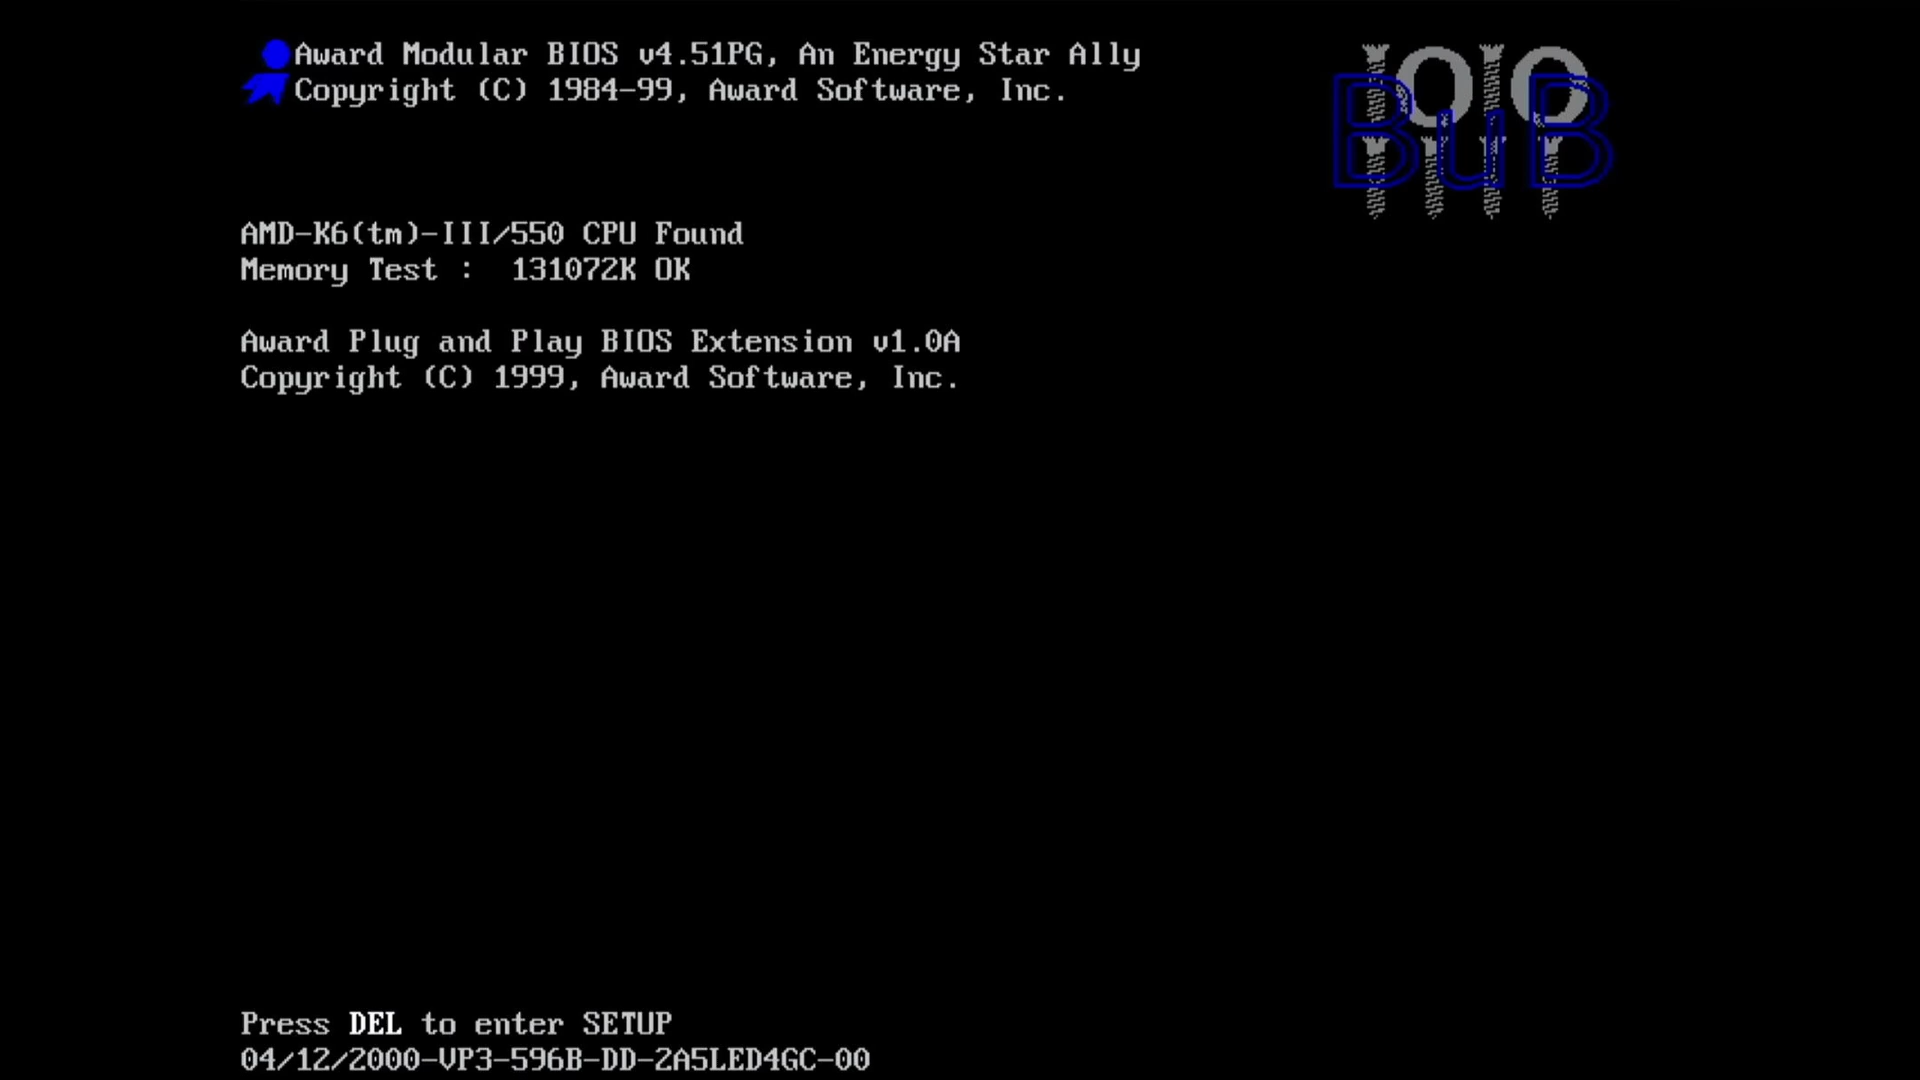 Award Modular BIOS v4.51PG, An Energy Star Ally
Copyright (C) 1984-99, Award Software, Inc.
BuB
AMD-K6(tm)-III/550 CPU Found
Memory Test :  131072K OK
Award Plug and Play BIOS Extension v1.0A
Copyright (C) 1999, Award Software, Inc.
Press DEL to enter SETUP
04/12/2000-VP3-596B-DD-2A5LED4GC-00